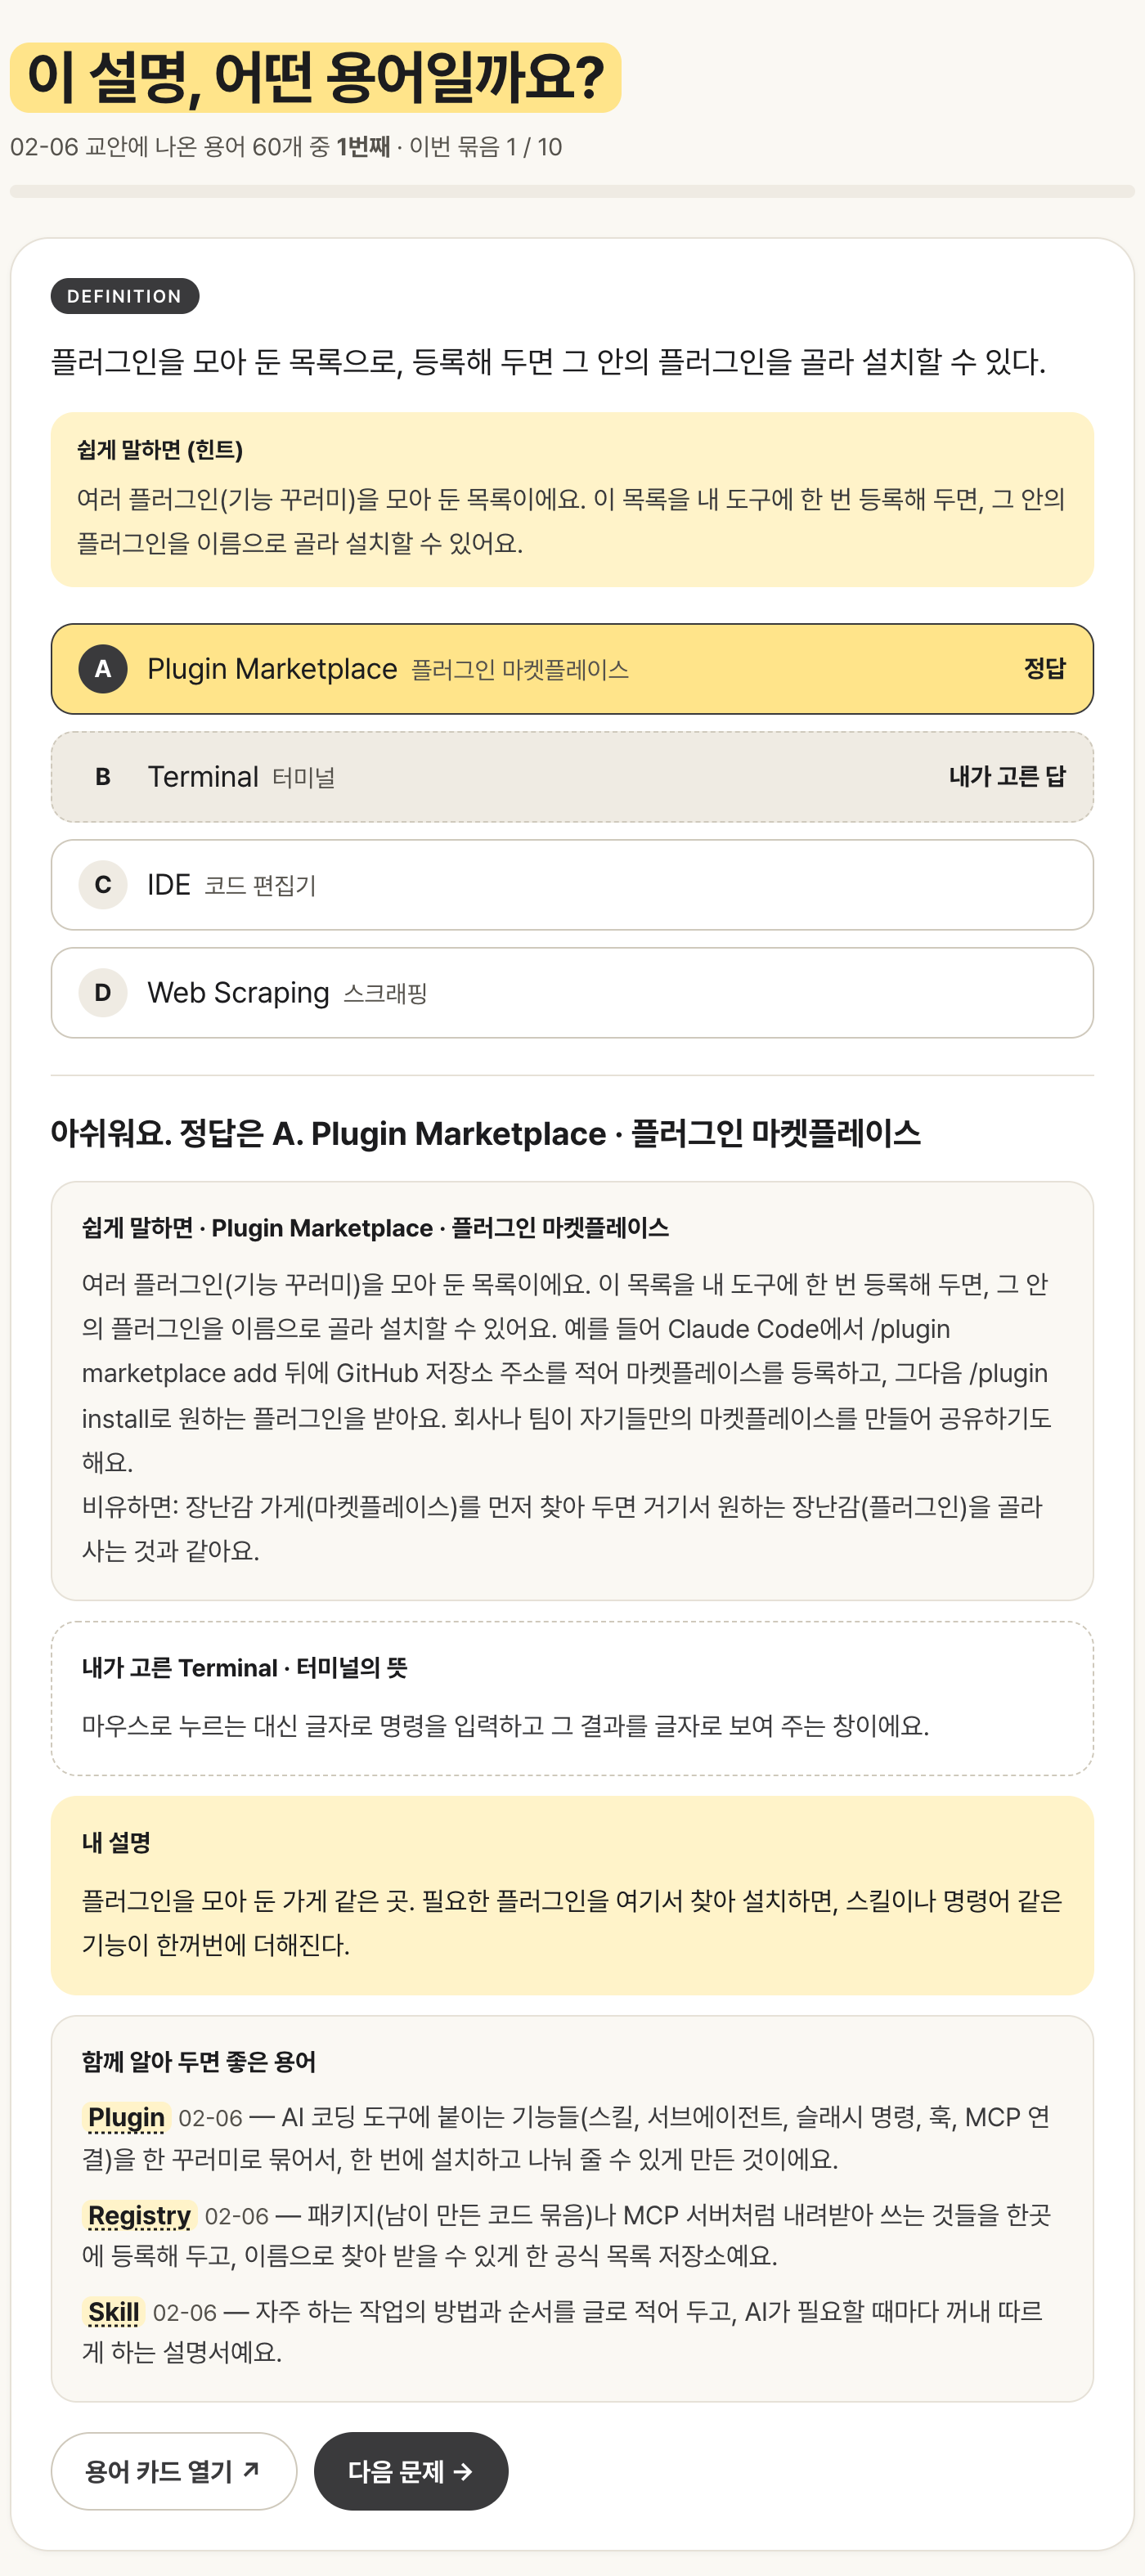 이 설명, 어떤 용어일까요?
02-06 교안에 나온 용어 60개 중 1번째 · 이번 묶음 1 / 10
DEFINITION
플러그인을 모아 둔 목록으로, 등록해 두면 그 안의 플러그인을 골라 설치할 수 있다.
쉽게 말하면 (힌트)
여러 플러그인(기능 꾸러미)을 모아 둔 목록이에요. 이 목록을 내 도구에 한 번 등록해 두면, 그 안의
플러그인을 이름으로 골라 설치할 수 있어요.
A Plugin Marketplace 플러그인 마켓플레이스 정답
B Terminal 터미널 내가 고른 답
C IDE 코드 편집기
D Web Scraping 스크래핑
아쉬워요. 정답은 A. Plugin Marketplace · 플러그인 마켓플레이스
쉽게 말하면 · Plugin Marketplace · 플러그인 마켓플레이스
여러 플러그인(기능 꾸러미)을 모아 둔 목록이에요. 이 목록을 내 도구에 한 번 등록해 두면, 그 안
의 플러그인을 이름으로 골라 설치할 수 있어요. 예를 들어 Claude Code에서 /plugin
marketplace add 뒤에 GitHub 저장소 주소를 적어 마켓플레이스를 등록하고, 그다음 /plugin
install로 원하는 플러그인을 받아요. 회사나 팀이 자기들만의 마켓플레이스를 만들어 공유하기도
해요.
비유하면: 장난감 가게(마켓플레이스)를 먼저 찾아 두면 거기서 원하는 장난감(플러그인)을 골라
사는 것과 같아요.
내가 고른 Terminal · 터미널의 뜻
마우스로 누르는 대신 글자로 명령을 입력하고 그 결과를 글자로 보여 주는 창이에요.
내 설명
플러그인을 모아 둔 가게 같은 곳. 필요한 플러그인을 여기서 찾아 설치하면, 스킬이나 명령어 같은
기능이 한꺼번에 더해진다.
함께 알아 두면 좋은 용어
Plugin 02-06 — AI 코딩 도구에 붙이는 기능들(스킬, 서브에이전트, 슬래시 명령, 훅, MCP 연
결)을 한 꾸러미로 묶어서, 한 번에 설치하고 나눠 줄 수 있게 만든 것이에요.
Registry 02-06 — 패키지(남이 만든 코드 묶음)나 MCP 서버처럼 내려받아 쓰는 것들을 한곳
에 등록해 두고, 이름으로 찾아 받을 수 있게 한 공식 목록 저장소예요.
Skill 02-06 — 자주 하는 작업의 방법과 순서를 글로 적어 두고, AI가 필요할 때마다 꺼내 따르
게 하는 설명서예요.
용어 카드 열기 ↗ 다음 문제 →